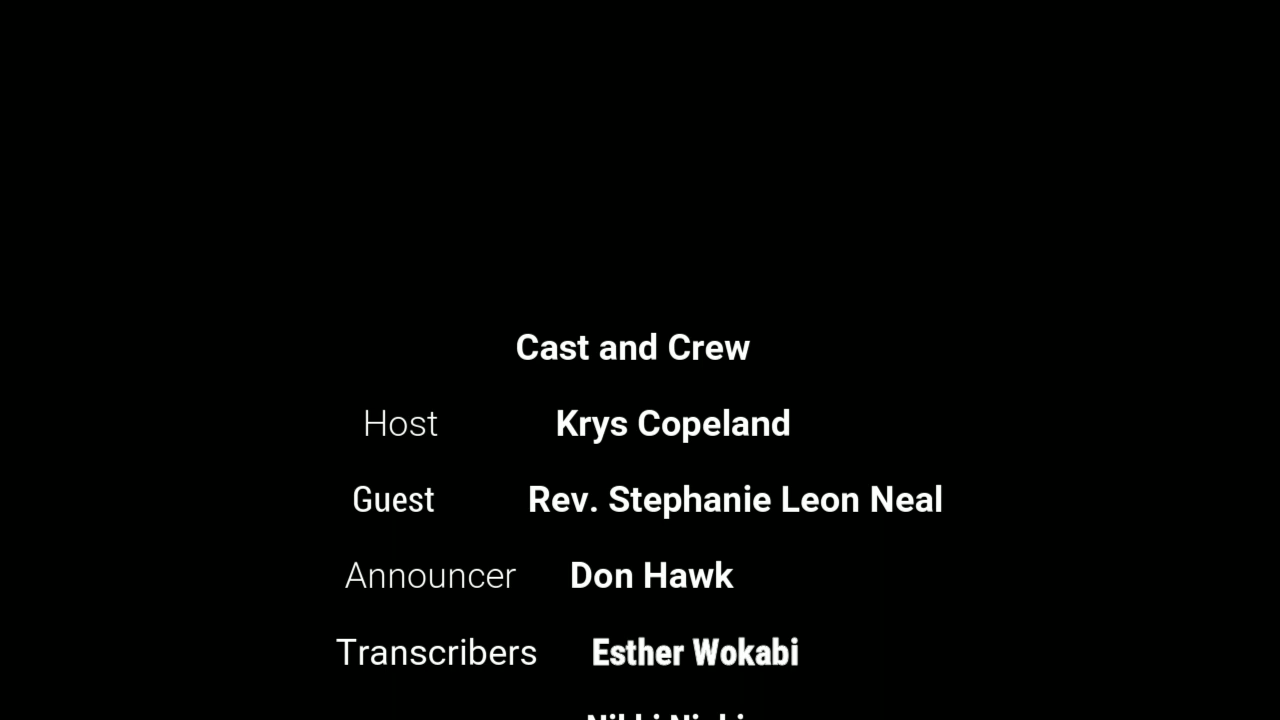 Cast and Crew
Host Krys Copeland
Guest Rev. Stephanie Leon Neal
Announcer Don Hawk
Transcribers Esther Wokabi